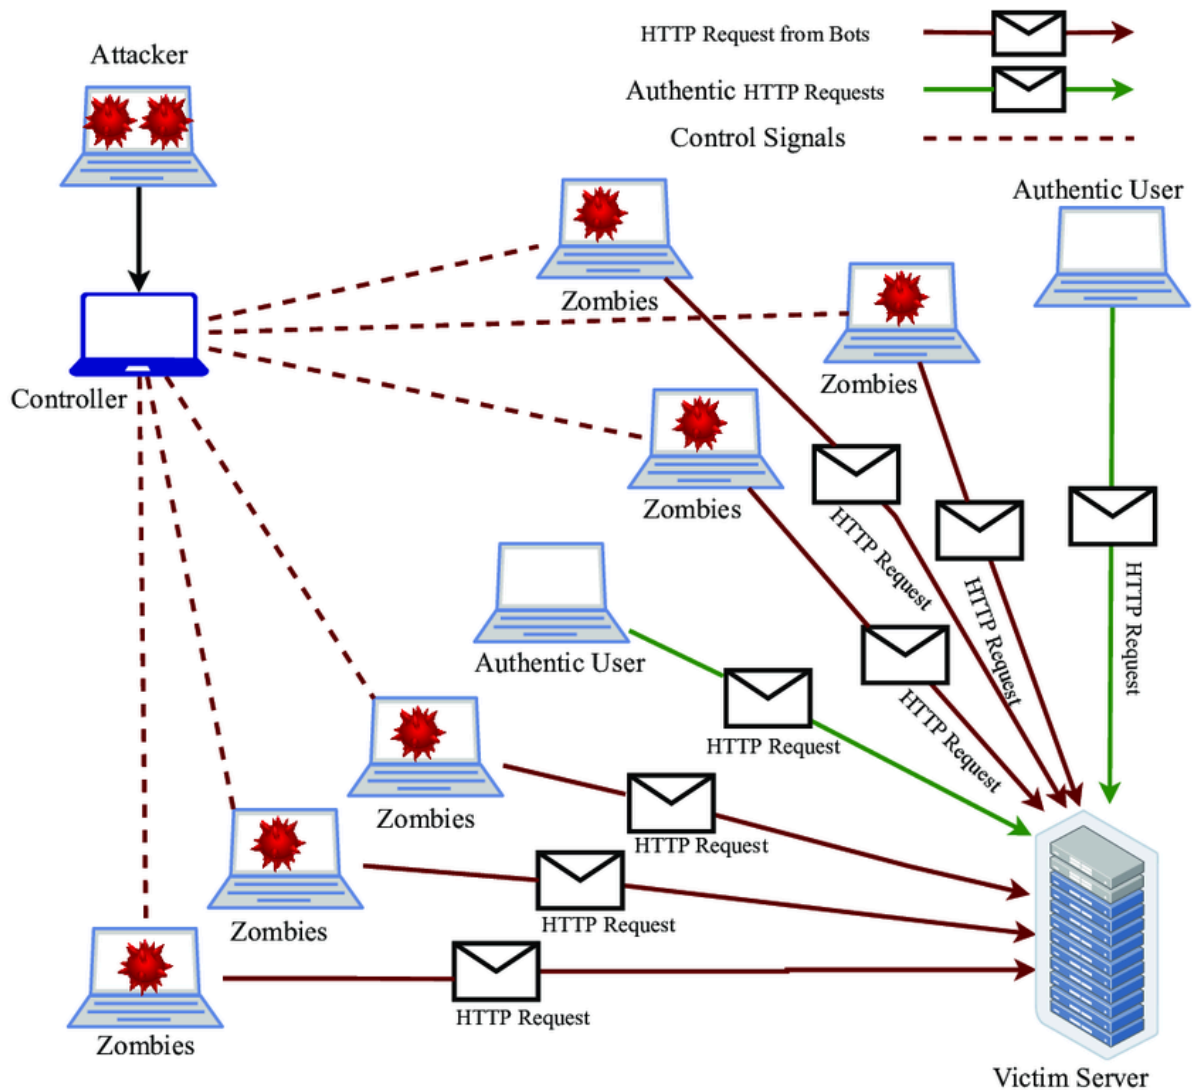 HTTP Request from Bots
Attacker
Authentic HTTP Requests
Control Signals
Authentic User
Zombies
Zombies
Controller
Zombies
HTTP Request
HTTP Request
HTTP Request
Authentic User
HTTP Request
HTTP Request
Zombies
HTTP Request
Zombies
HTTP Request
HTTP Request
Zombies
Victim Server